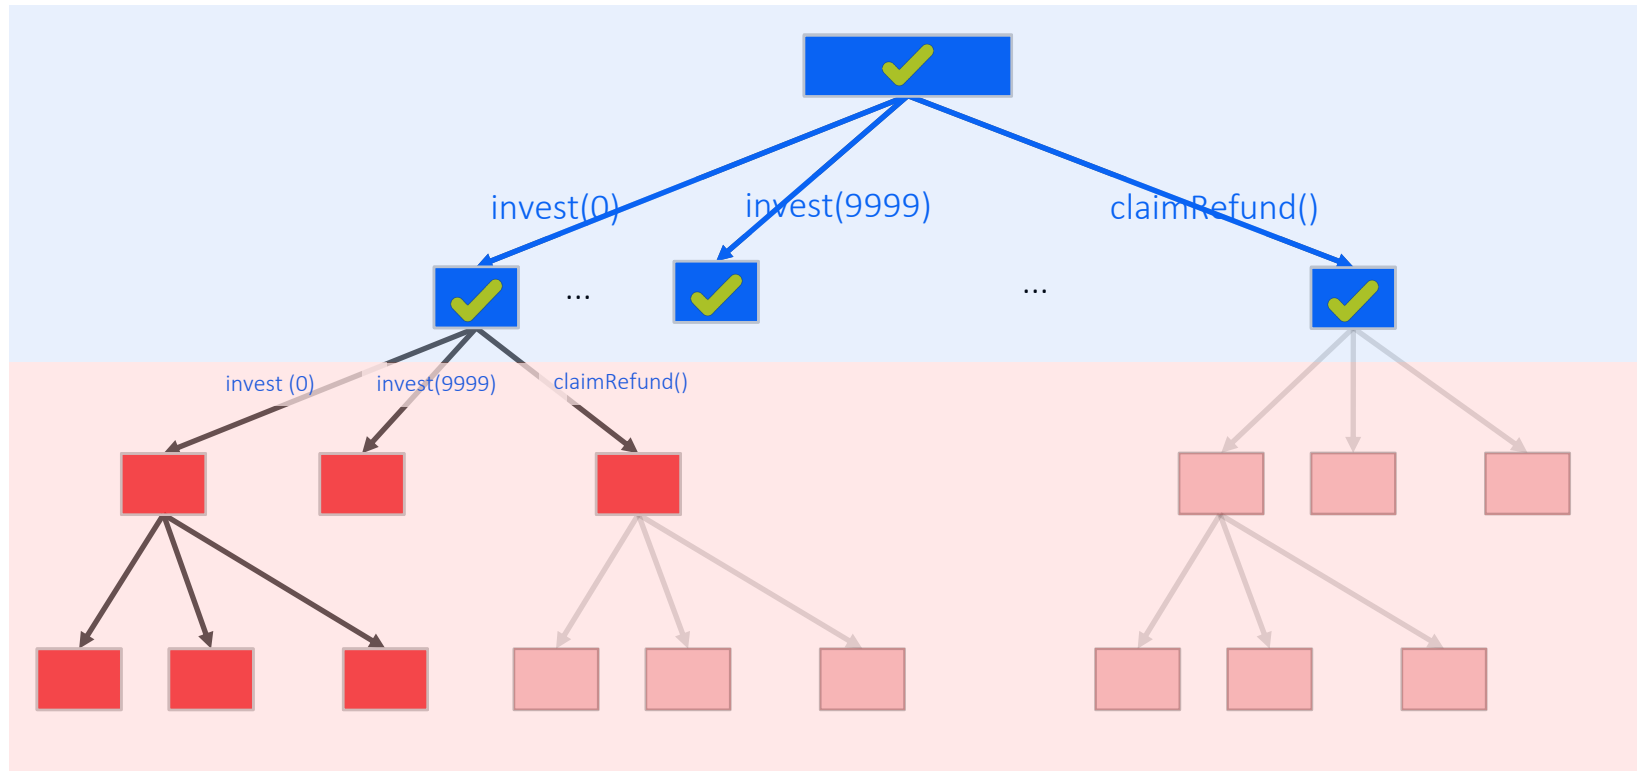 invest(0)
invest(9999)
claimRefund()
...
...
invest (0)
invest(9999)
claimRefund()